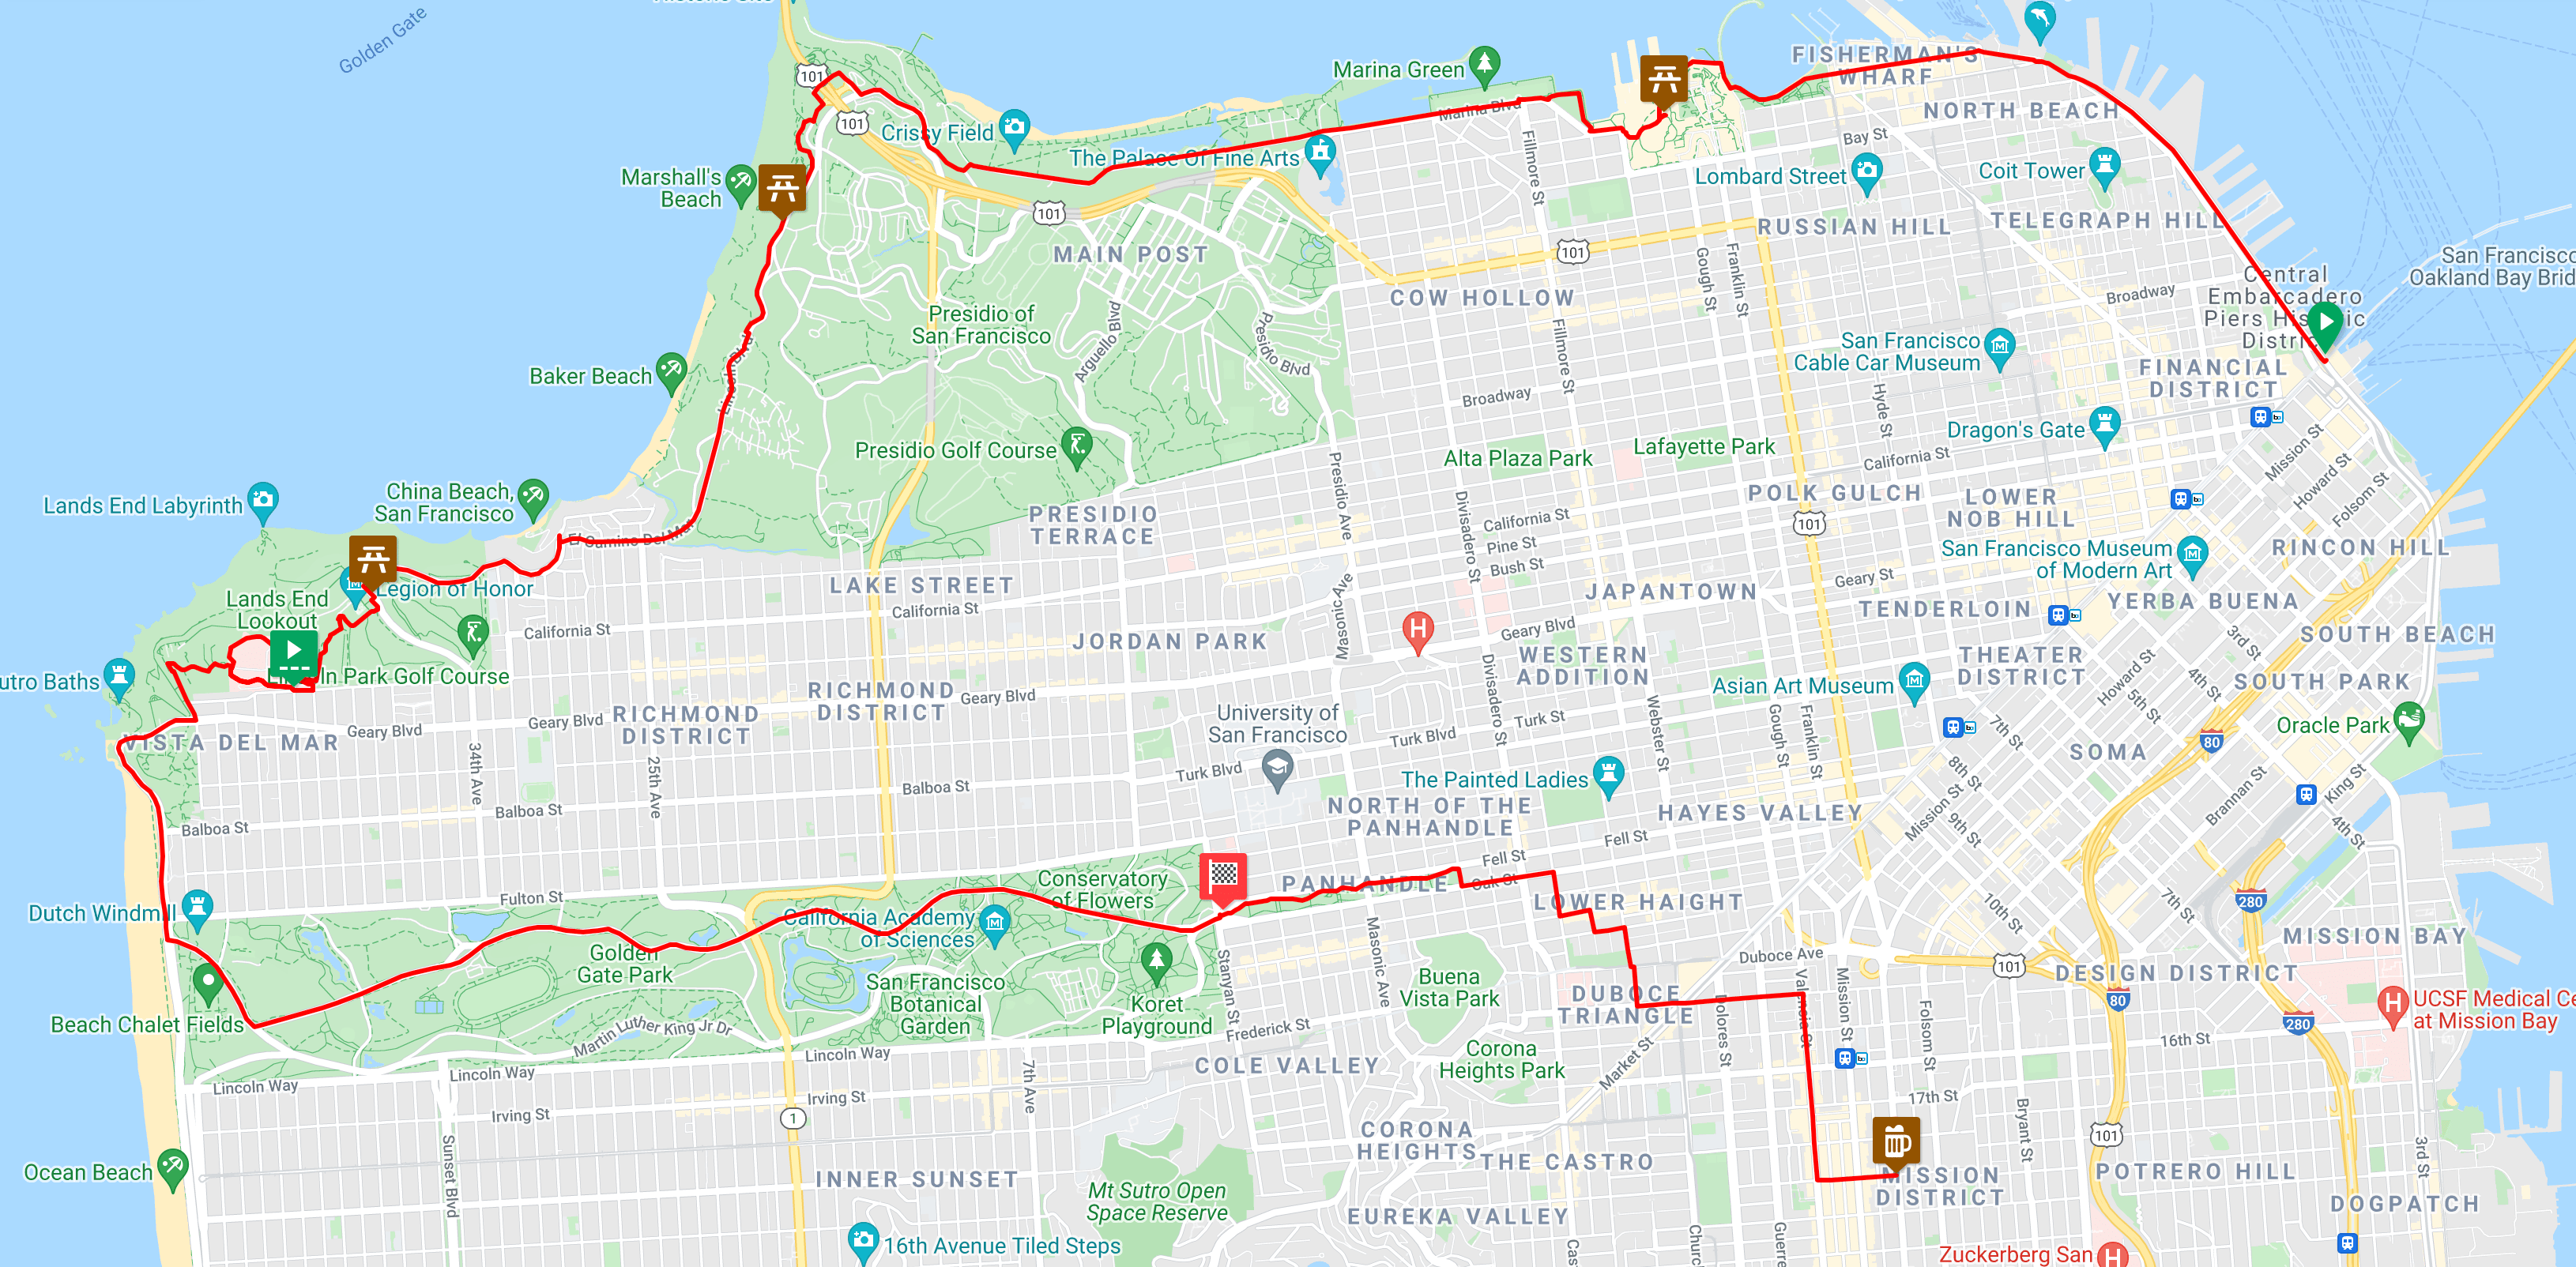 Golden Gate
101
101
Crissy Field
Marina Green
Marina Blvd
FISHERMAN'S
WHARF
NORTH BEACH
Bay St
The Palace Of Fine Arts
Fillmore St
Lombard Street
Coit Tower
Marshall's
Beach
101
MAIN POST
101
RUSSIAN HILL
TELEGRAPH HILL
San Francisco
Oakland Bay Brid
Central
Embarcadero
Piers Historic
District
COW HOLLOW
Gough St
Franklin St
Broadway
Presidio of
San Francisco
Arguello Blvd
Presidio Blvd
Fillmore St
San Francisco
Cable Car Museum
FINANCIAL
DISTRICT
Baker Beach
Lincoln Blvd
Broadway
Hyde St
Presidio Golf Course
Alta Plaza Park
Lafayette Park
Dragon's Gate
California St
Mission St
Howard St
Folsom St
Lands End Labyrinth
China Beach,
San Francisco
El Camino Del Mar
PRESIDIO
TERRACE
Presidio Ave
Divisadero St
California St
Pine St
Bush St
POLK GULCH
101
LOWER
NOB HILL
San Francisco Museum
of Modern Art
RINCON HILL
Legion of Honor
Lands End
Lookout
LAKE STREET
California St
California St
JORDAN PARK
Masonic Ave
H
Geary Blvd
JAPANTOWN
Geary St
TENDERLOIN
YERBA BUENA
SOUTH BEACH
3rd St
utro Baths
Lincoln Park Golf Course
RICHMOND
DISTRICT
Geary Blvd
WESTERN
ADDITION
Divisadero St
Webster St
Asian Art Museum
THEATER
DISTRICT
Howard St
5th St
4th St
SOUTH PARK
Oracle Park
VISTA DEL MAR
Geary Blvd
Geary Blvd
RICHMOND
DISTRICT
34th Ave
25th Ave
University of
San Francisco
Turk St
Turk Blvd
Turk Blvd
Gough St
Franklin St
7th St
SOMA
80
8th St
Mission St
9th St
Brannan St
King St
4th St
The Painted Ladies
Balboa St
Balboa St
Balboa St
NORTH OF THE
PANHANDLE
HAYES VALLEY
Fell St
Fell St
Oak St
PANHANDLE
LOWER HAIGHT
10th St
7th St
280
MISSION BAY
Fulton St
Dutch Windmill
Conservatory
of Flowers
California Academy
of Sciences
Golden
Gate Park
San Francisco
Botanical
Garden
Koret
Playground
Stanyan St
Masonic Ave
Buena
Vista Park
Duboce Ave
DUBOCE
TRIANGLE
Dolores St
Valencia St
Mission St
Folsom St
101
DESIGN DISTRICT
80
280
H
UCSF Medical Ce
at Mission Bay
Beach Chalet Fields
Martin Luther King Jr Dr
Frederick St
Lincoln Way
Lincoln Way
Lincoln Way
COLE VALLEY
Corona
Heights Park
Market St
16th St
17th St
Irving St
Irving St
7th Ave
1
CORONA
HEIGHTS
THE CASTRO
Bryant St
101
Ocean Beach
Sunset Blvd
INNER SUNSET
Mt Sutro Open
Space Reserve
MISSION
DISTRICT
POTRERO HILL
3rd St
EUREKA VALLEY
DOGPATCH
16th Avenue Tiled Steps
Zuckerberg San
H